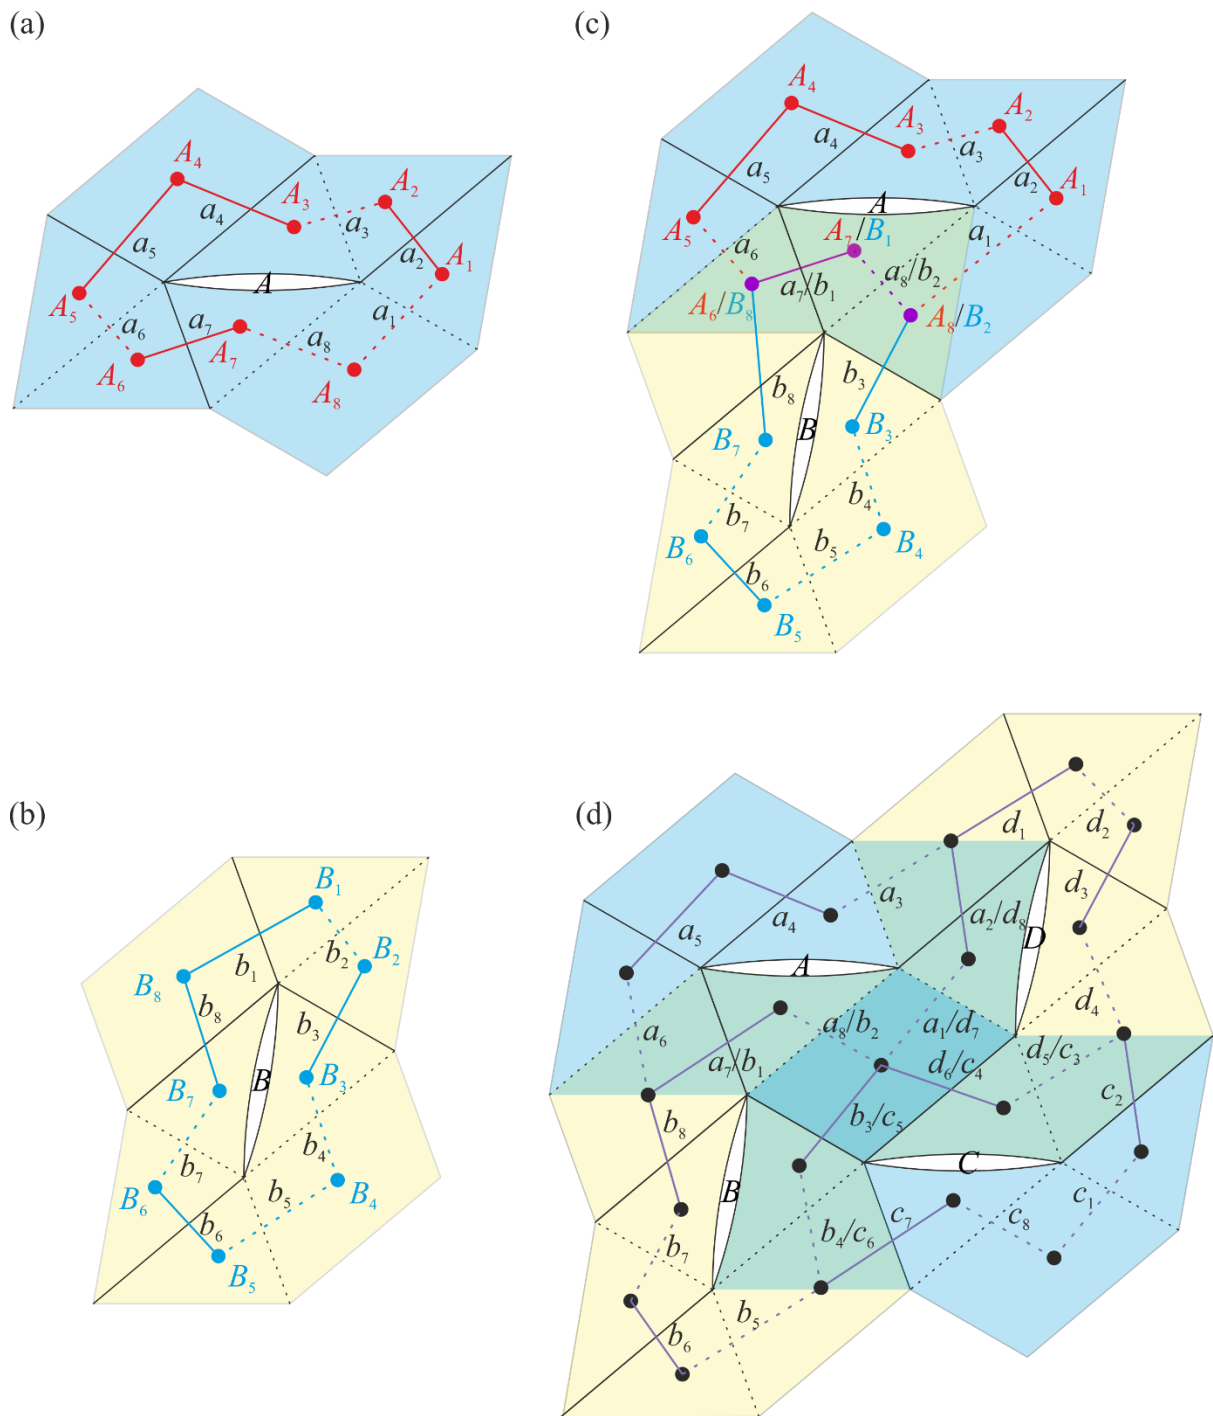 (a)
A₄
A₃
A₂
a₄
a₃
a₂
A₁
a₅
A
A₅
a₆
a₇
a₁
A₆
A₇
a₈
A₈
(c)
A₄
A₃
A₂
a₄
a₃
a₅
a₂
A₁
A
A₅
a₆
A₇/B₁
a₁
a₇/b₁
a₈/b₂
A₆/B₈
A₈/B₂
b₈
b₃
B₇
B
B₃
b₇
b₄
B₆
b₅
B₄
b₆
B₅
(b)
B₁
b₁
b₂
B₂
B₈
b₈
b₃
B₇
B
B₃
b₇
b₄
B₆
b₅
B₄
b₆
B₅
(d)
d₁
d₂
a₃
d₃
a₅
a₄
a₂/d₈
A
D
a₆
a₈/b₂
a₁/d₇
d₄
a₇/b₁
d₆/c₄
d₅/c₃
b₈
b₃/c₅
c₂
B
C
b₇
b₄/c₆
c₇
c₈
c₁
b₅
b₆